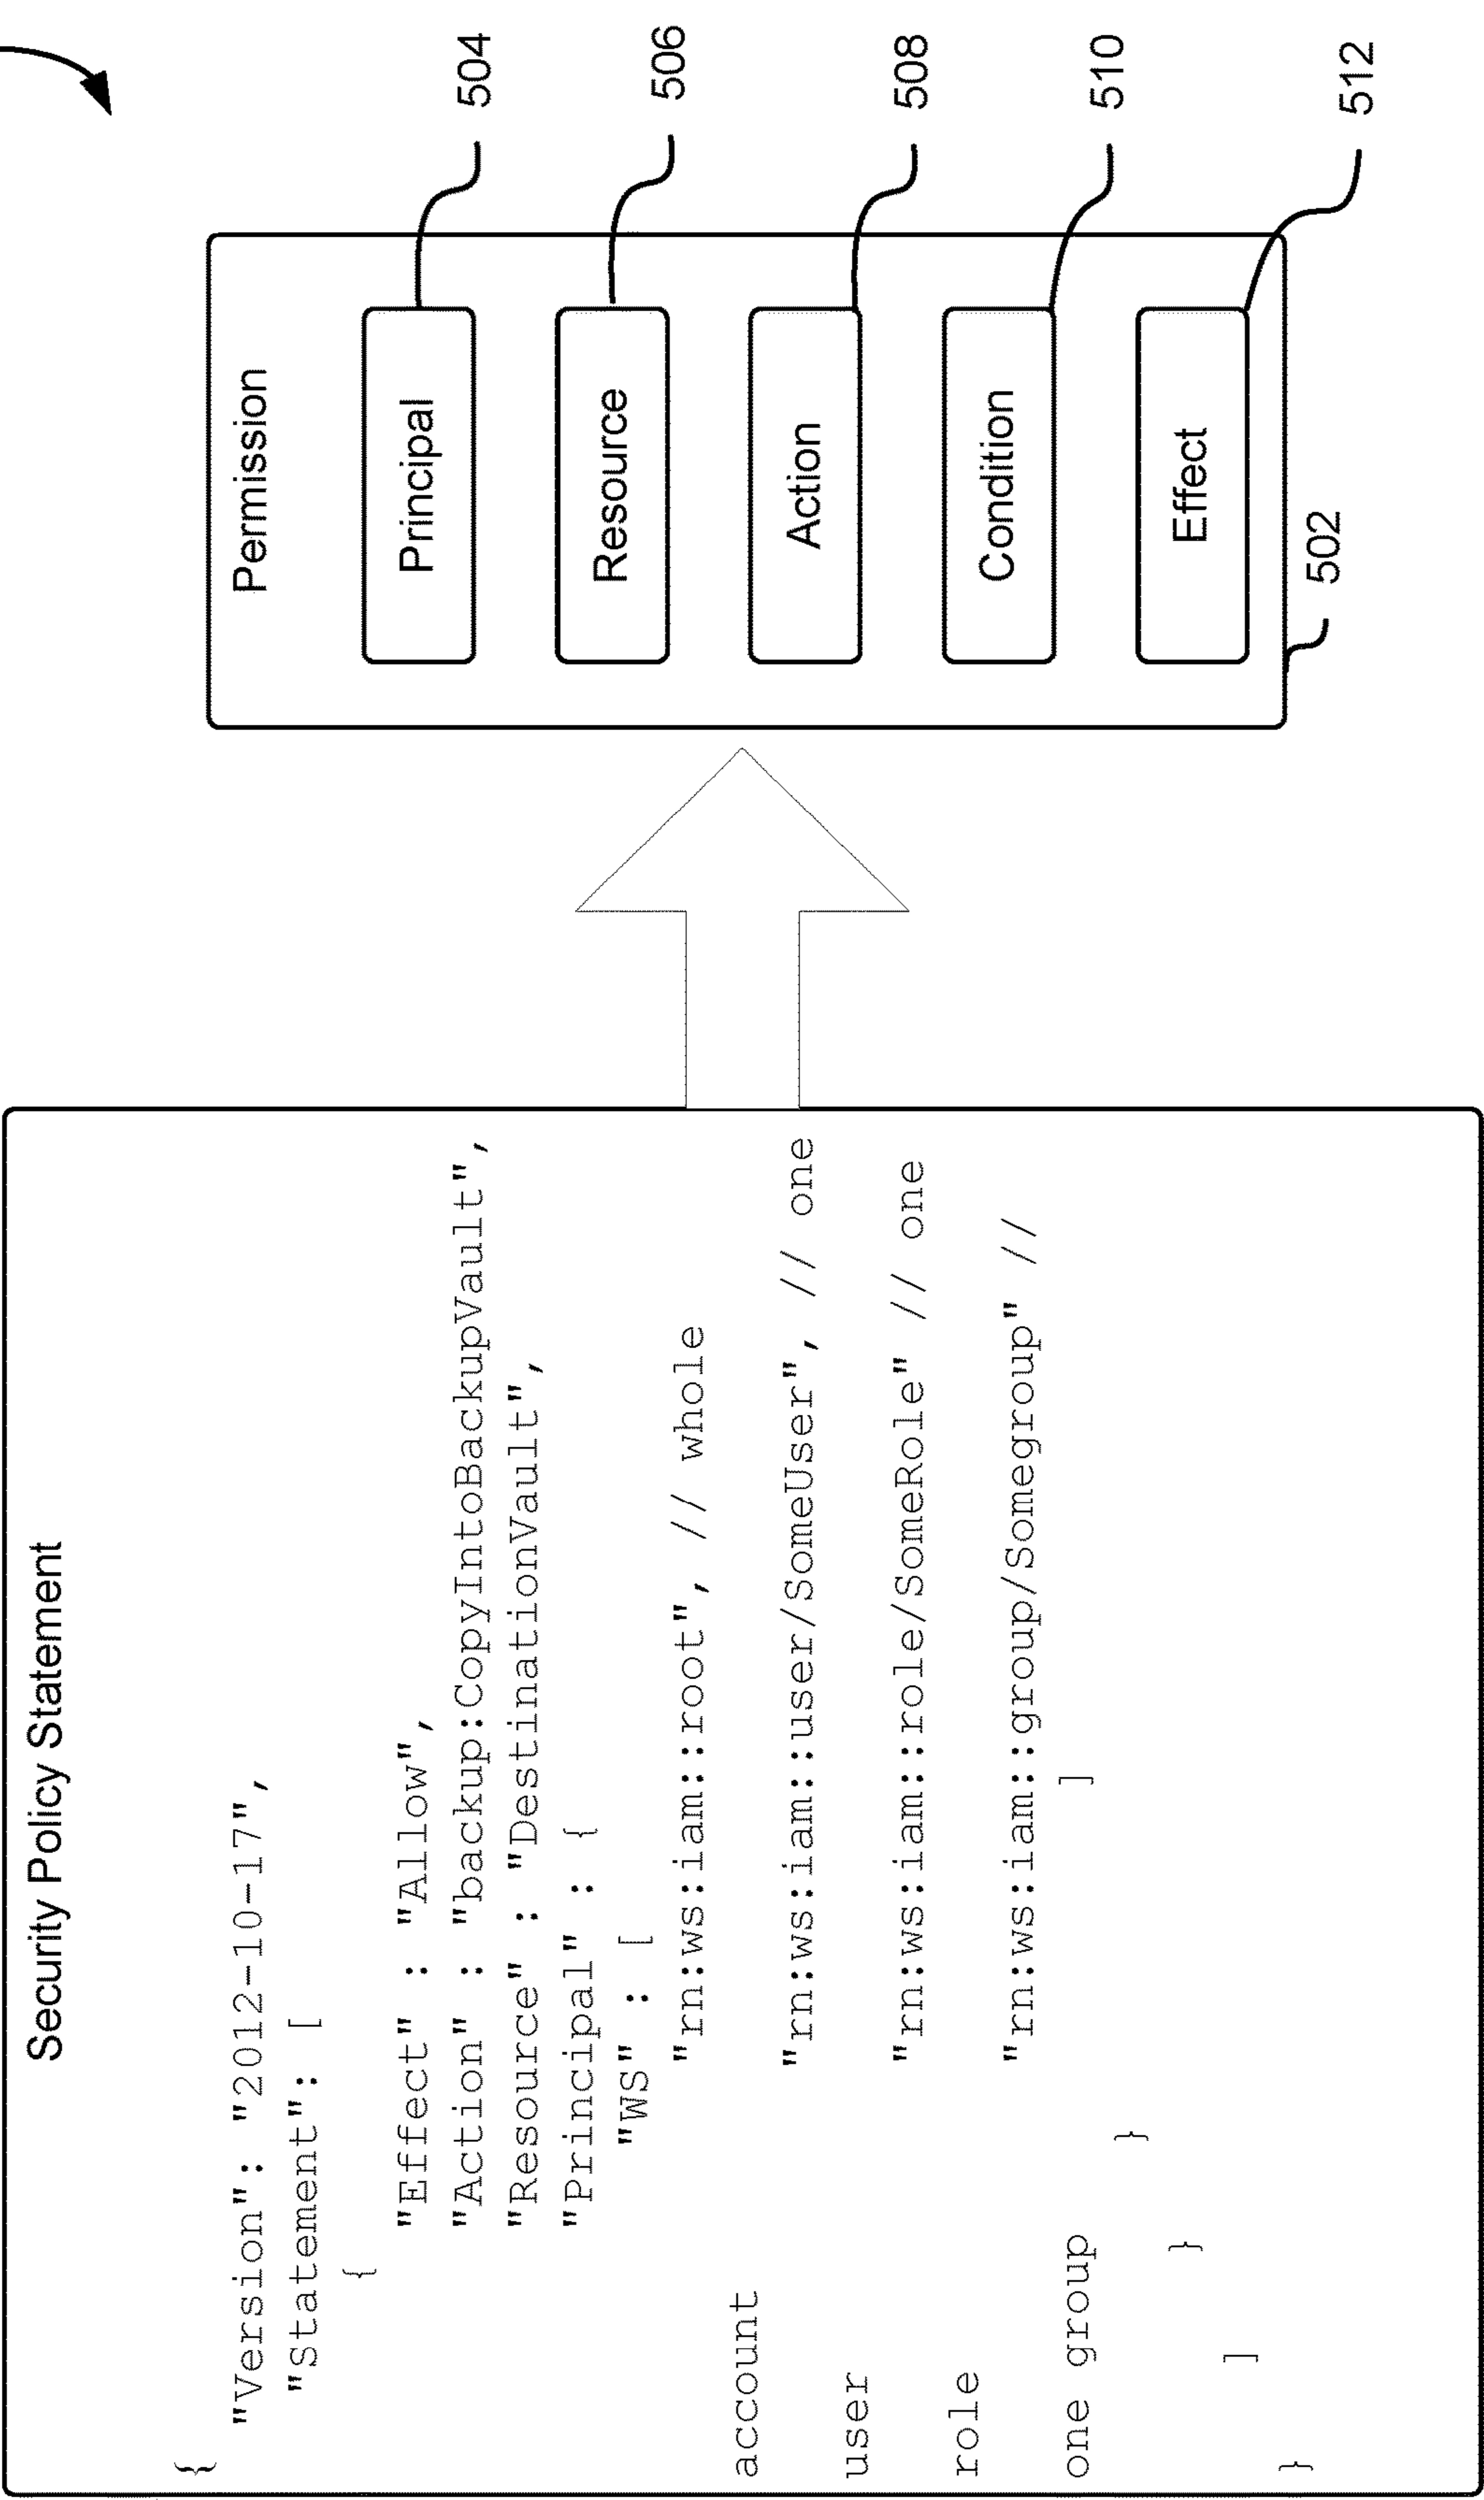 Security Policy Statement
{
"Version": "2012-10-17",
"Statement": [
{
"Effect" : "Allow",
"Action" : "backup:CopyIntoBackupVault",
"Resource" : "DestinationVault",
"Principal" : {
"WS" : [
"rn:ws:iam::root", // whole
account
"rn:ws:iam::user/SomeUser", // one
user
"rn:ws:iam::role/SomeRole" // one
role
"rn:ws:iam::group/Somegroup" //
one group
]
}
}
]
}
Permission
Principal
504
Resource
506
Action
508
Condition
510
Effect
512
502